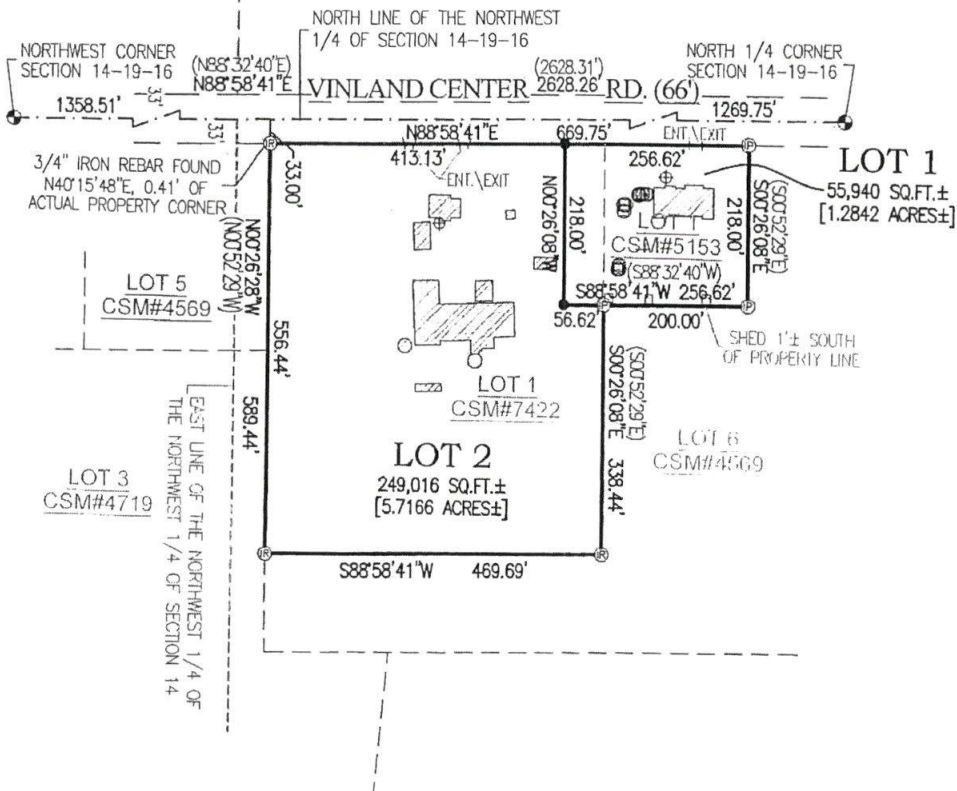 NORTH LINE OF THE NORTHWEST
1/4 OF SECTION 14-19-16
NORTHWEST CORNER
SECTION 14-19-16
(N88°32'40"E)
N88°58'41"E
VINLAND CENTER
(2628.31')
2628.26'
RD. (66')
NORTH 1/4 CORNER
SECTION 14-19-16
1358.51'
33'
33'
1269.75'
N88°58'41"E
669.75'
ENT.\EXIT
413.13'
ENT.\EXIT
256.62'
3/4" IRON REBAR FOUND
N40°15'48"E, 0.41' OF
ACTUAL PROPERTY CORNER
33.00'
LOT 1
55,940 SQ.FT.±
[1.2842 ACRES±]
N00°26'08"W
218.00'
LOT 1
CSM#5153
218.00'
S00°26'08"E
(S00°52'29"E)
(S88°32'40"W)
S88°58'41"W 256.62'
56.62'
200.00'
SHED 1'± SOUTH
OF PROPERTY LINE
N00°26'28"W
(N00°52'29"W)
LOT 5
CSM#4569
556.44'
589.44'
LOT 1
CSM#7422
S00°26'08"E
(S00°52'29"E)
338.44'
LOT 6
CSM#4569
LOT 2
249,016 SQ.FT.±
[5.7166 ACRES±]
LOT 3
CSM#4719
EAST LINE OF THE NORTHWEST 1/4 OF
THE NORTHWEST 1/4 OF SECTION 14
IR
IP
IP
IP
IR
IR
S88°58'41"W 469.69'